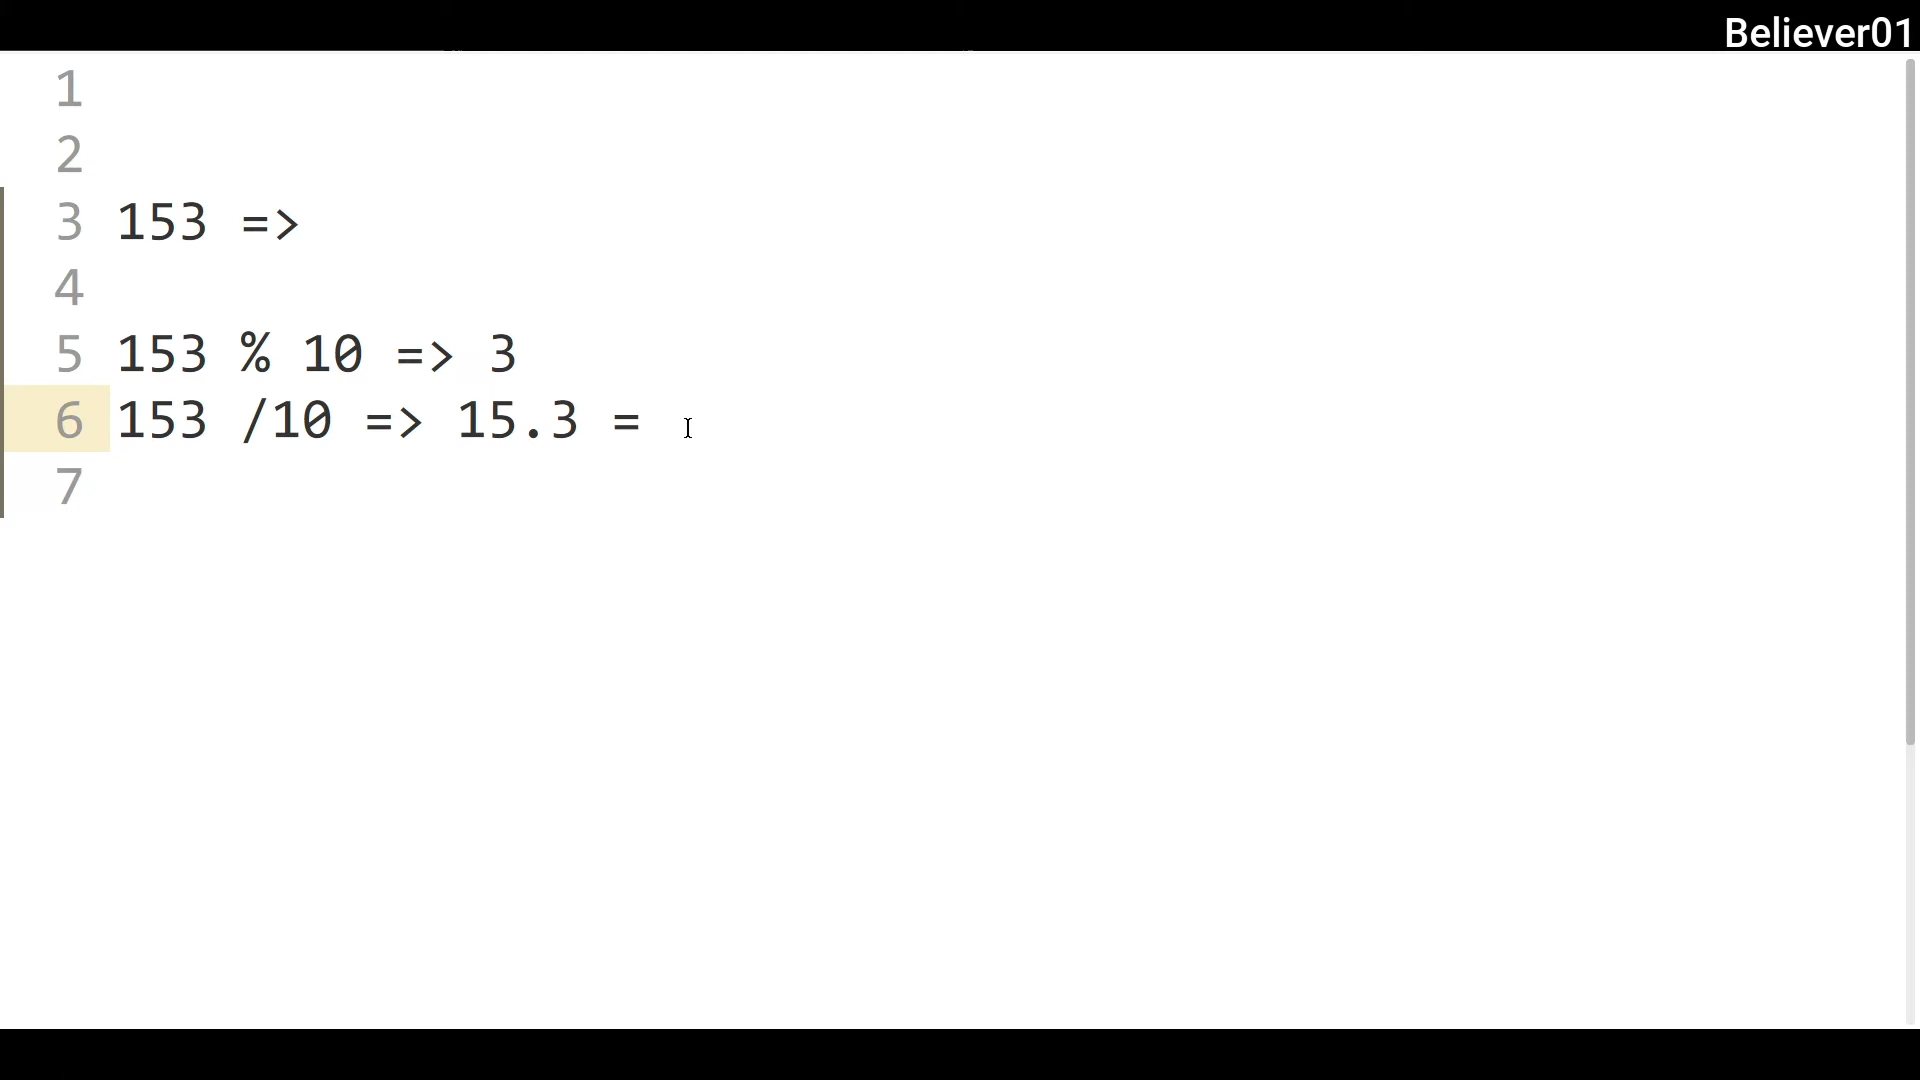 Believer01
1
2
3 153 =>
4
5 153 % 10 => 3
6 153 /10 => 15.3 =
7